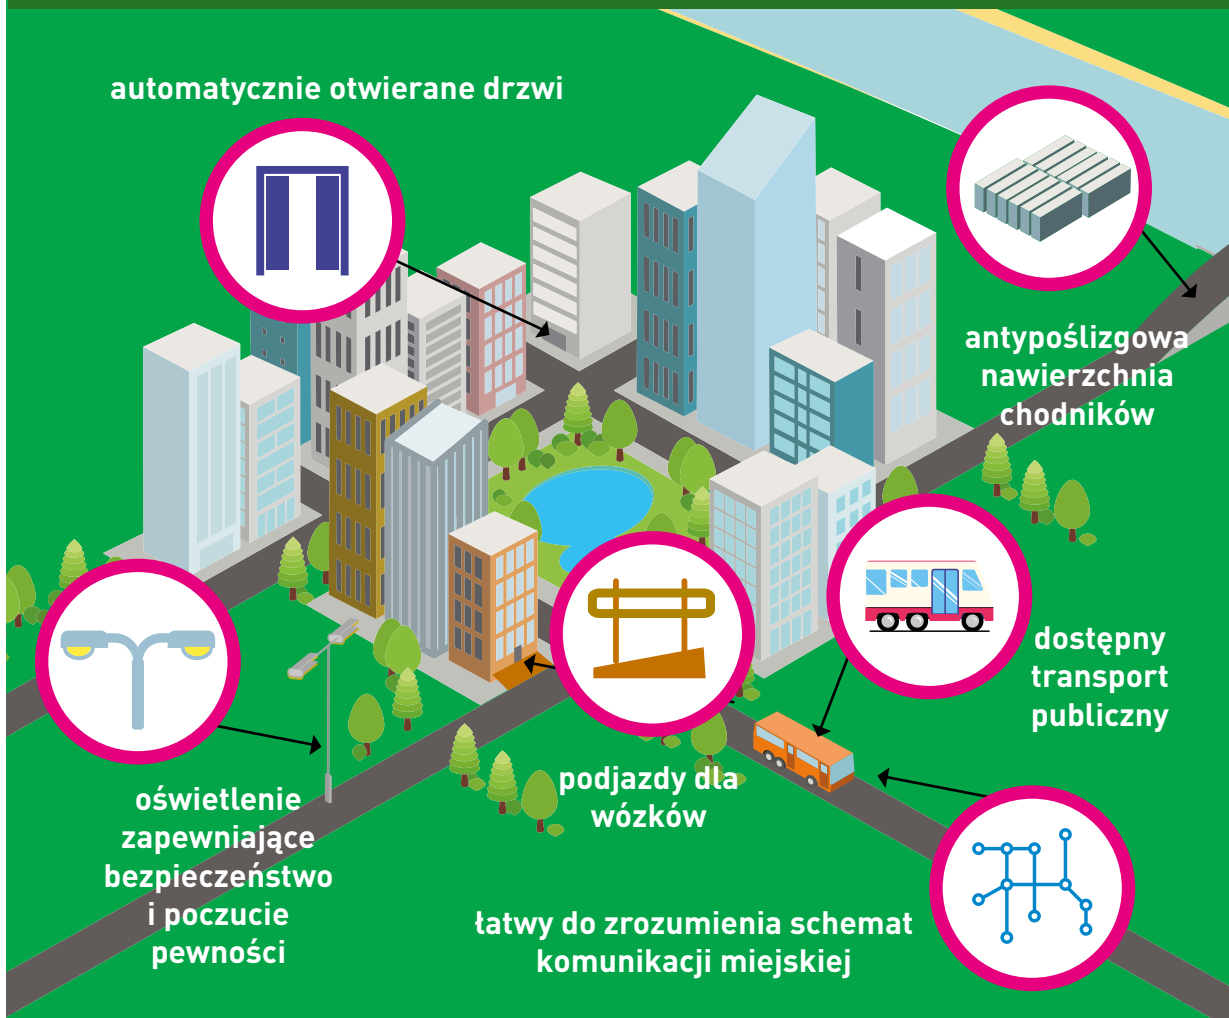 automatycznie otwierane drzwi
antypoślizgowa
nawierzchnia
chodników
dostępny
transport
publiczny
podjazdy dla
wózków
oświetlenie
zapewniające
bezpieczeństwo
i poczucie
pewności
łatwy do zrozumienia schemat
komunikacji miejskiej